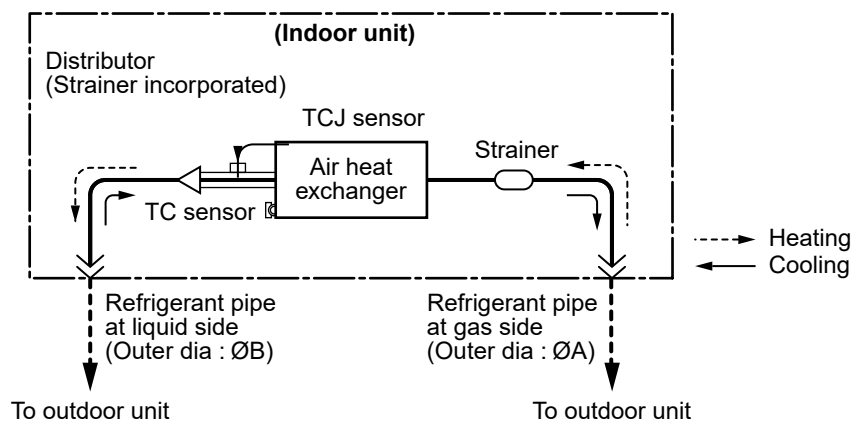 (Indoor unit)
Distributor
(Strainer incorporated)
TCJ sensor
Air heat
exchanger
Strainer
TC sensor
Heating
Cooling
Refrigerant pipe
at liquid side
(Outer dia : ØB)
Refrigerant pipe
at gas side
(Outer dia : ØA)
To outdoor unit
To outdoor unit